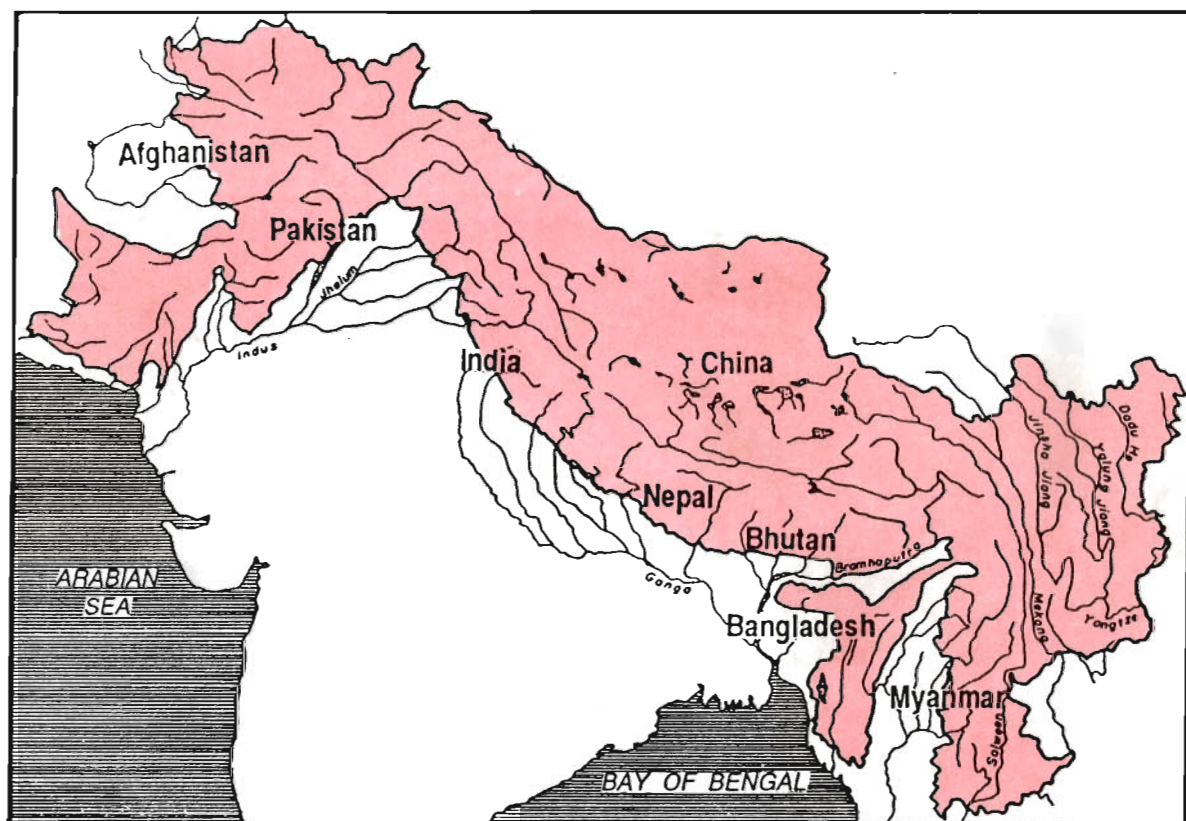 Afghanistan
Pakistan
Jhelum
Indus
India
China
Jinsha Jiang
Yalung Jiang
Dadu He
Nepal
Bhutan
Bramhaputra
ARABIAN
SEA
Ganga
Bangladesh
Mekong
Yangtze
Myanmar
Salween
BAY OF BENGAL